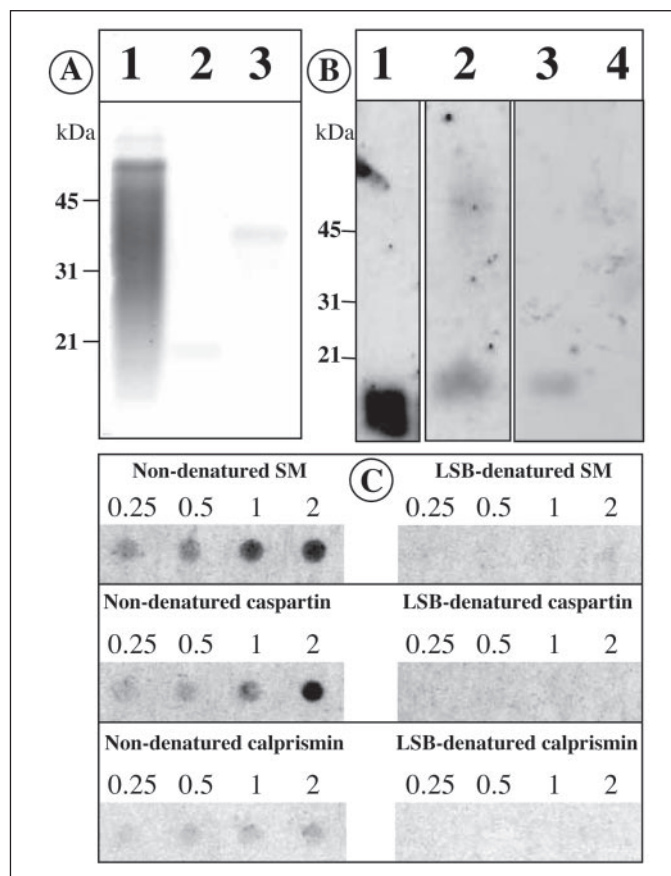 A 1 2 3
B 1 2 3 4
kDa
45
31
21
kDa
45
31
21
C
Non-denatured SM
0.25 0.5 1 2
LSB-denatured SM
0.25 0.5 1 2
Non-denatured caspartin
0.25 0.5 1 2
LSB-denatured caspartin
0.25 0.5 1 2
Non-denatured calprismin
0.25 0.5 1 2
LSB-denatured calprismin
0.25 0.5 1 2